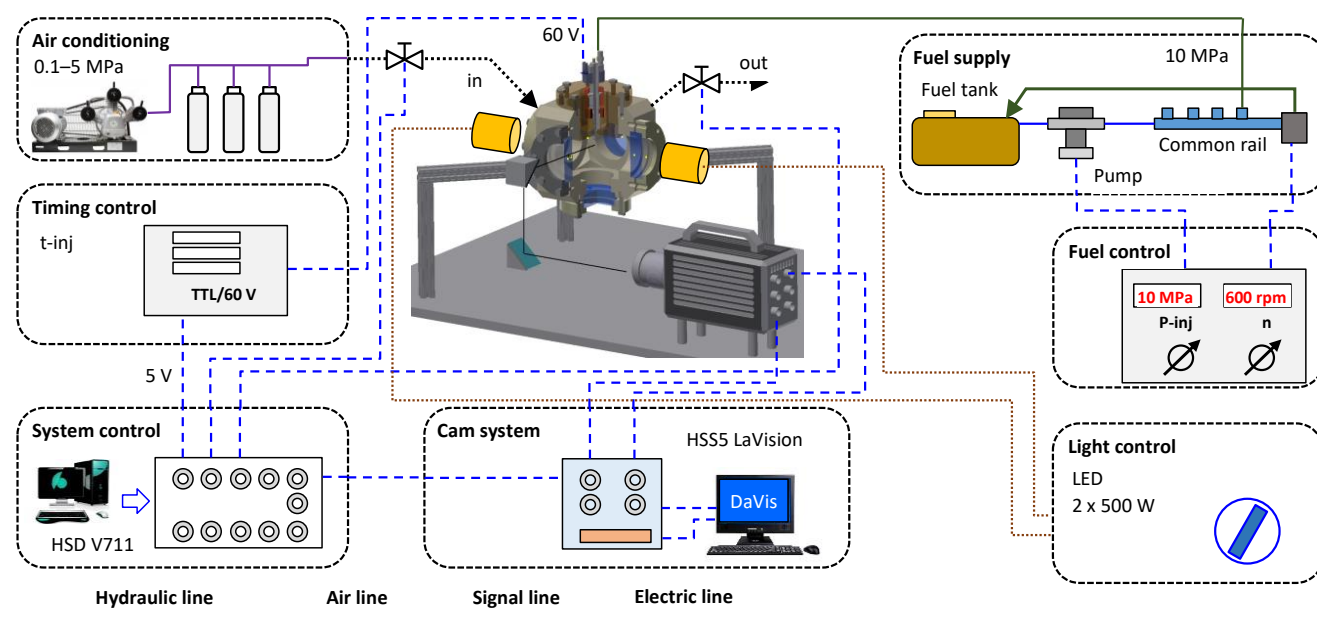 Air conditioning
0.1–5 MPa
60 V
in
out
10 MPa
Fuel supply
Fuel tank
Common rail
Pump
Timing control
t-inj
TTL/60 V
5 V
Fuel control
10 MPa
600 rpm
P-inj
n
System control
HSD V711
Cam system
HSS5 LaVision
DaVis
Light control
LED
2 x 500 W
Hydraulic line
Air line
Signal line
Electric line